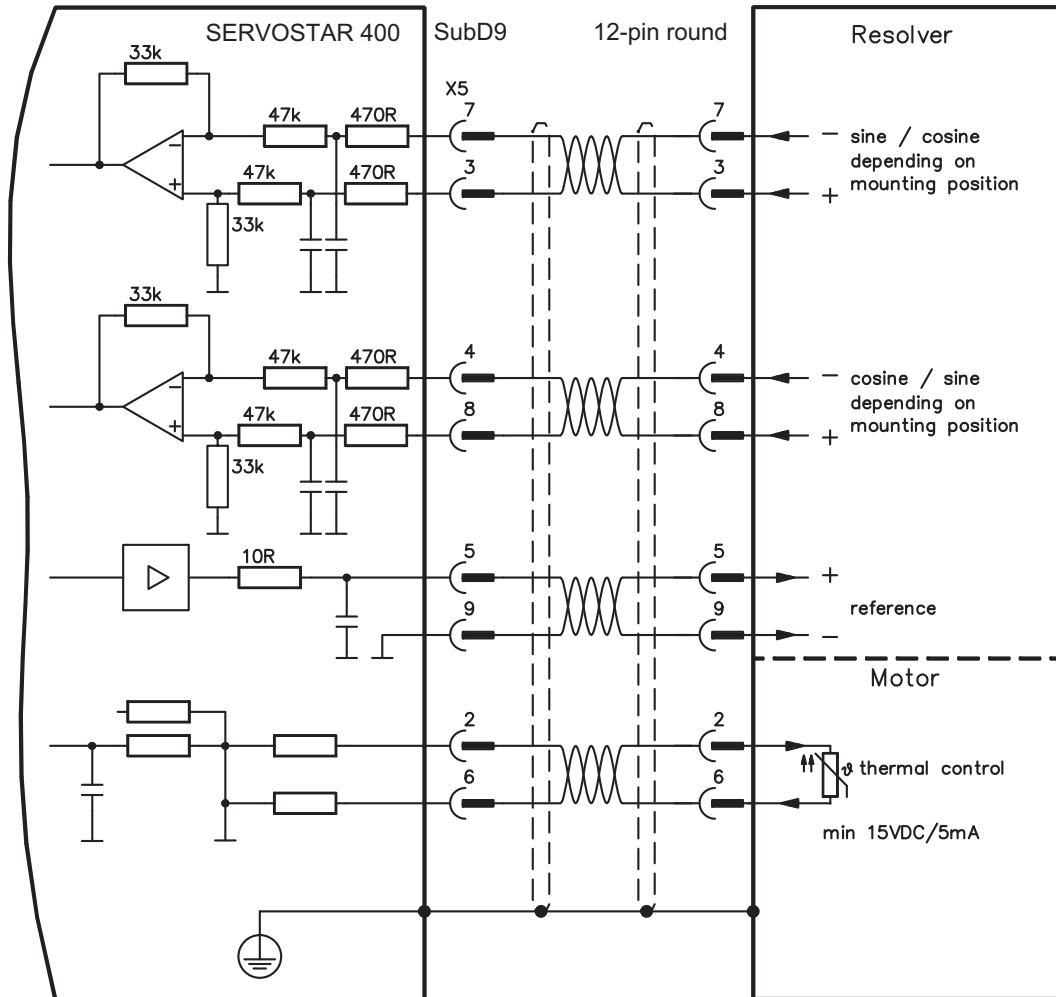 SERVOSTAR 400
SubD9
12-pin round
Resolver
33k
X5
47k
470R
7
7
− sine / cosine
depending on
mounting position
−
+
47k
470R
3
3
+
33k
33k
47k
470R
4
4
− cosine / sine
depending on
mounting position
−
+
47k
470R
8
8
+
33k
10R
5
5
+
reference
9
9
−
Motor
2
2
ϑ thermal control
6
6
min 15VDC/5mA